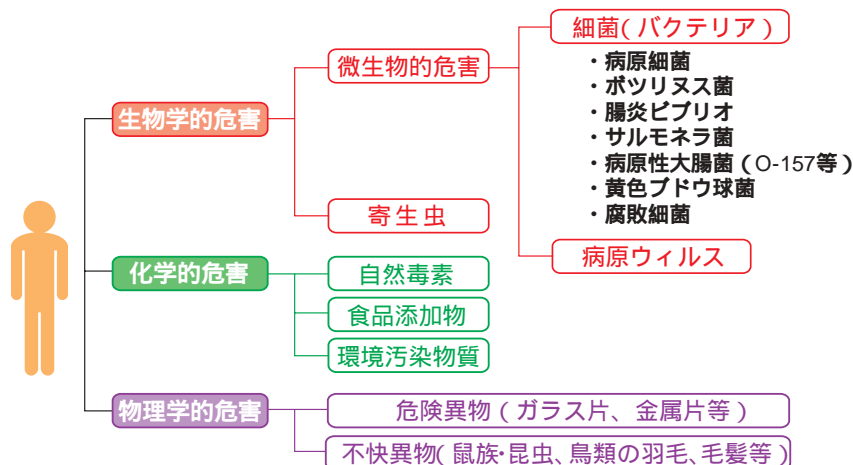 細菌(バクテリア)
微生物的危害
・病原細菌
・ボツリヌス菌
・腸炎ビブリオ
・サルモネラ菌
・病原性大腸菌(O-157等)
・黄色ブドウ球菌
・腐敗細菌
生物学的危害
寄生虫
病原ウィルス
化学的危害
自然毒素
食品添加物
環境汚染物質
物理学的危害
危険異物(ガラス片、金属片等)
不快異物(鼠族・昆虫、鳥類の羽毛、毛髪等)